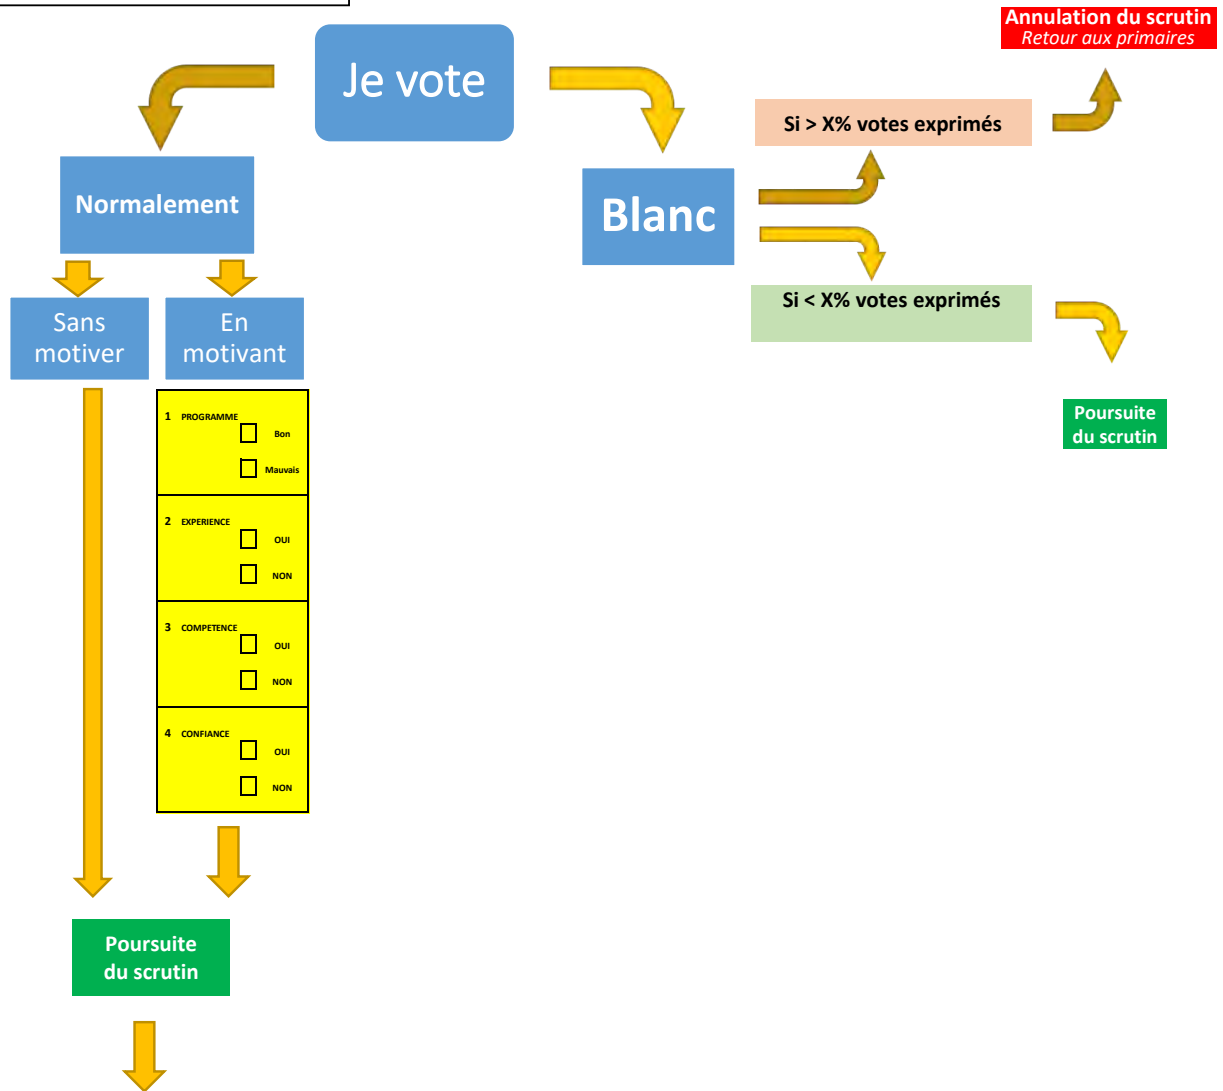 Annulation du scrutin
Retour aux primaires
Je vote
Si > X% votes exprimés
Normalement
Blanc
Si < X% votes exprimés
Sans
motiver
En
motivant
Poursuite
du scrutin
1 PROGRAMME
Bon
Mauvais
2 EXPERIENCE
OUI
NON
3 COMPETENCE
OUI
NON
4 CONFIANCE
OUI
NON
Poursuite
du scrutin